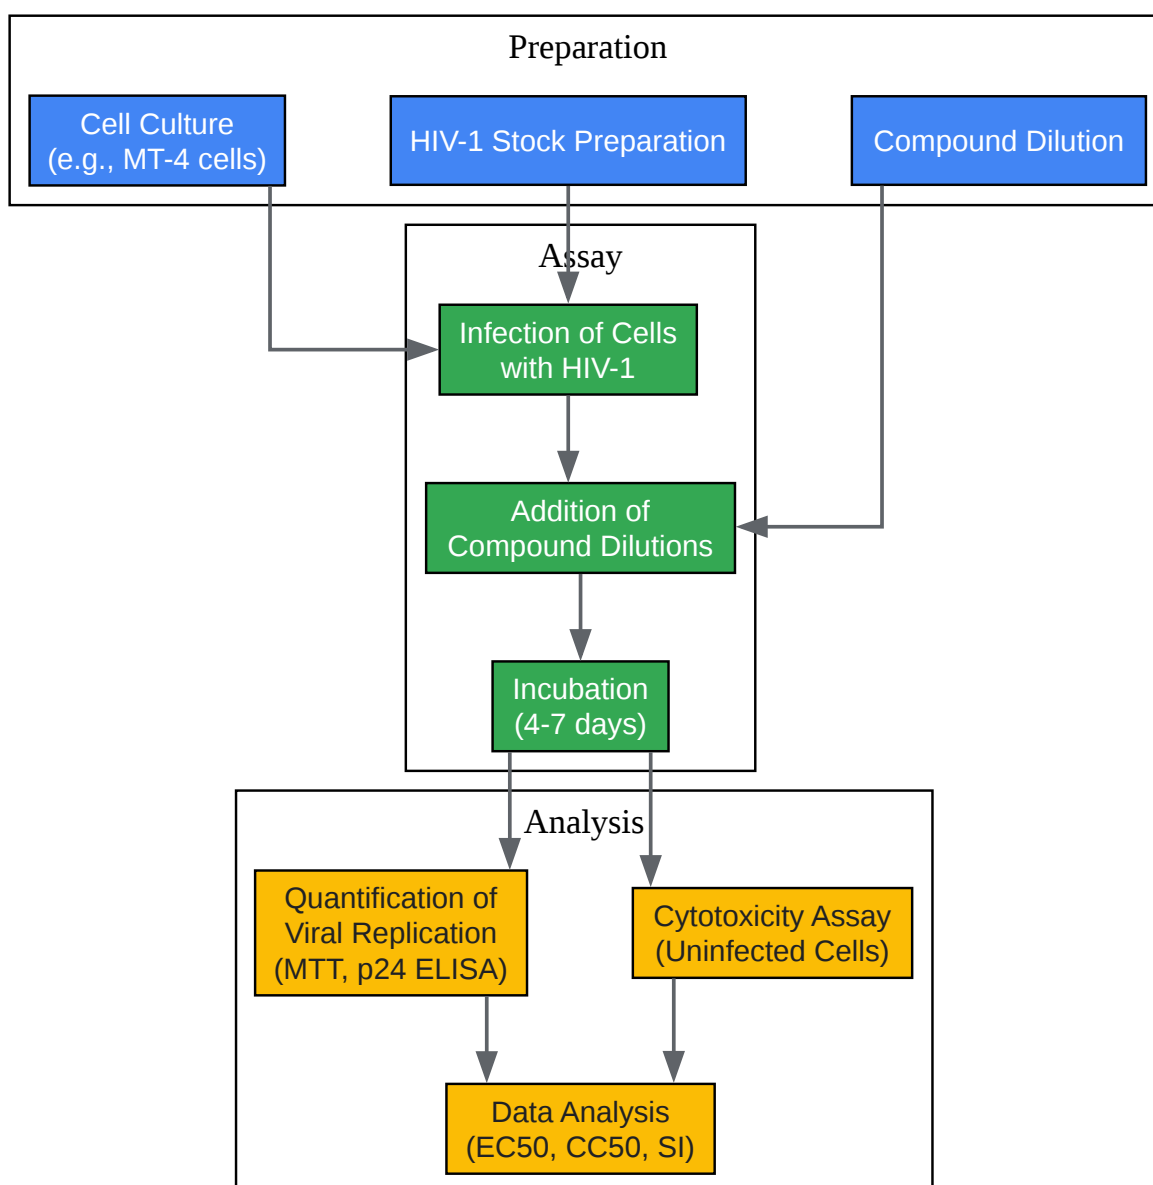 Preparation
Cell Culture
(e.g., MT-4 cells)
HIV-1 Stock Preparation
Compound Dilution
Assay
Infection of Cells
with HIV-1
Addition of
Compound Dilutions
Incubation
(4-7 days)
Analysis
Quantification of
Viral Replication
(MTT, p24 ELISA)
Cytotoxicity Assay
(Uninfected Cells)
Data Analysis
(EC50, CC50, SI)